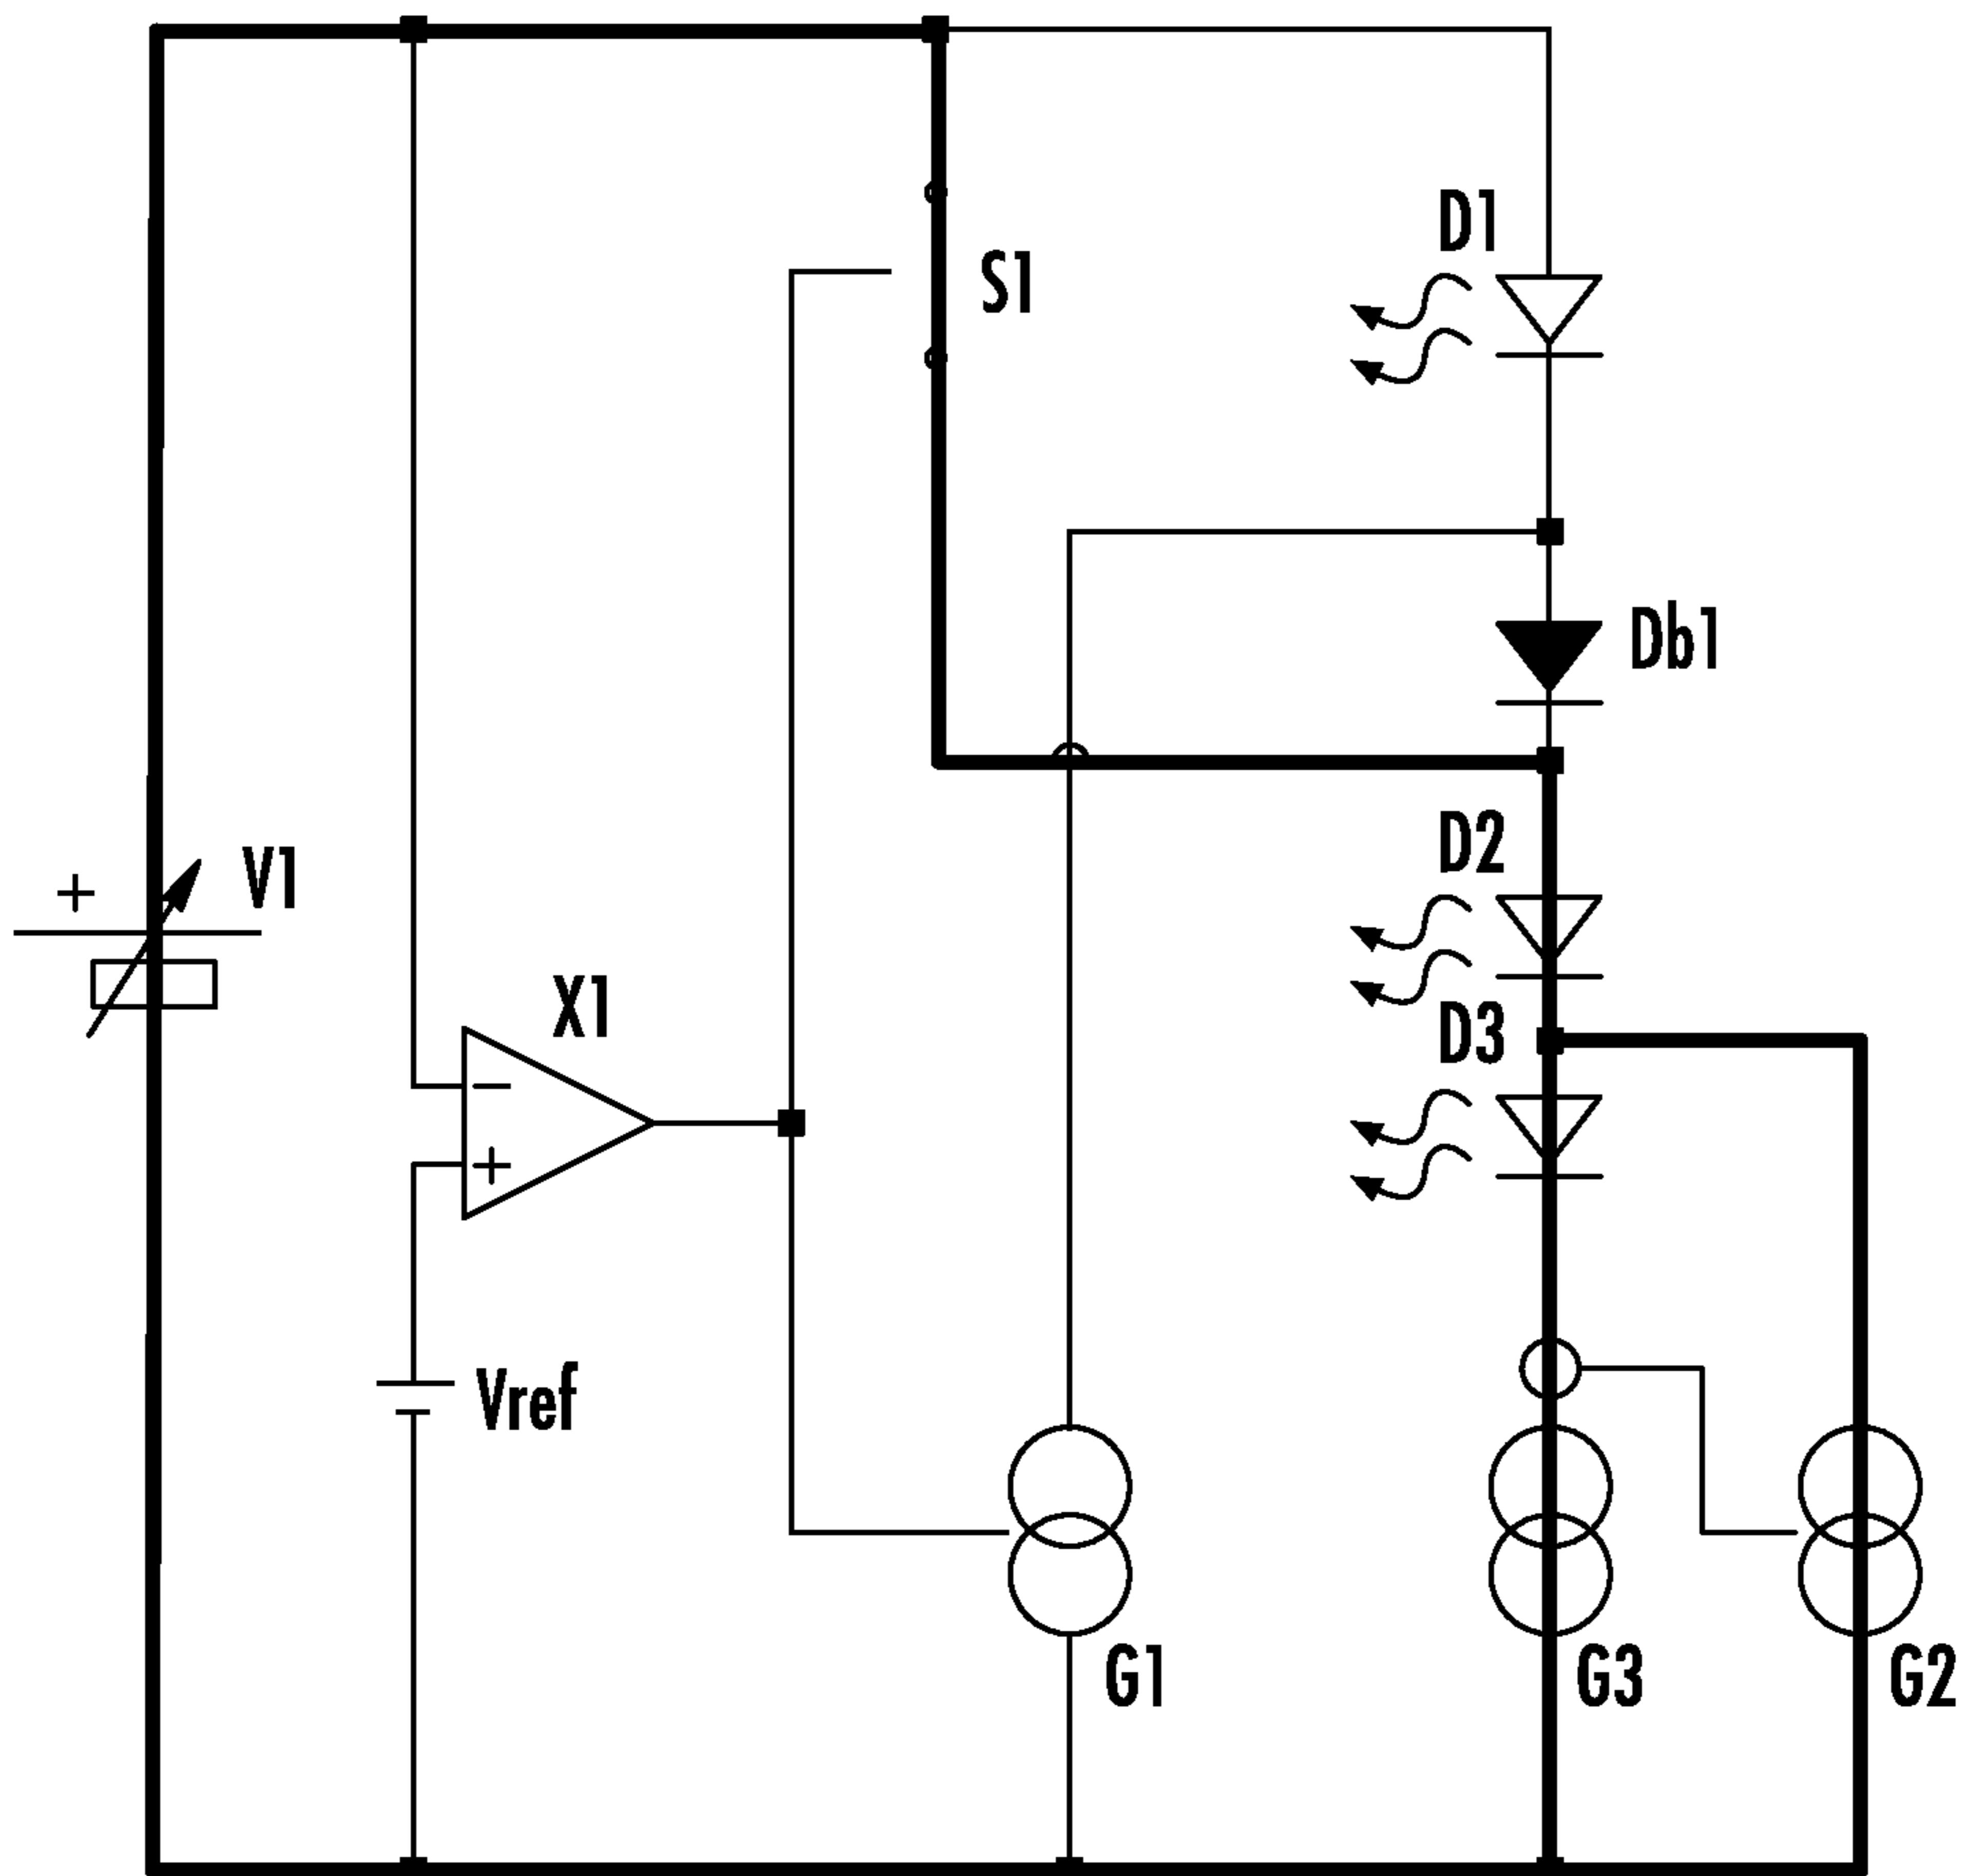 D1
S1
Db1
D2
V1
+
X1
D3
−
+
Vref
G1
G3
G2